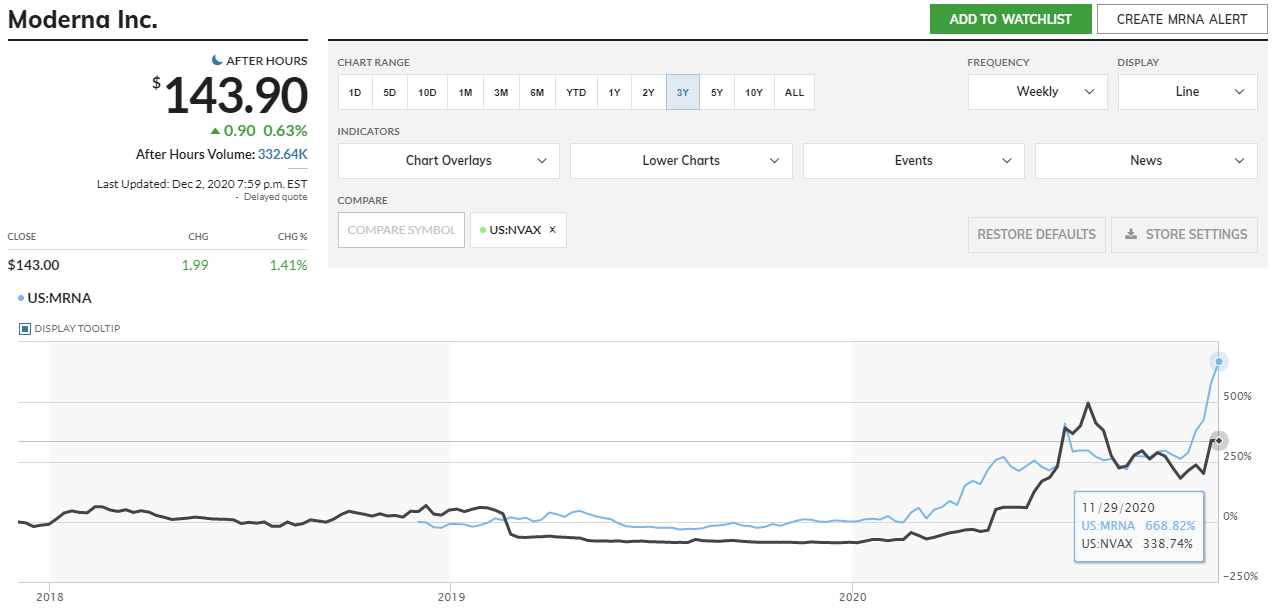 Moderna Inc.
ADD TO WATCHLIST
CREATE MRNA ALERT
AFTER HOURS
$143.90
0.90 0.63%
After Hours Volume: 332.64K
Last Updated: Dec 2, 2020 7:59 p.m. EST
- Delayed quote
CLOSE CHG CHG %
$143.00 1.99 1.41%
CHART RANGE
1D 5D 10D 1M 3M 6M YTD 1Y 2Y 3Y 5Y 10Y ALL
FREQUENCY
Weekly
DISPLAY
Line
INDICATORS
Chart Overlays
Lower Charts
Events
News
COMPARE
COMPARE SYMBOL
US:NVAX x
RESTORE DEFAULTS
STORE SETTINGS
US:MRNA
DISPLAY TOOLTIP
500%
250%
0%
-250%
11/29/2020
US:MRNA 668.82%
US:NVAX 338.74%
2018 2019 2020